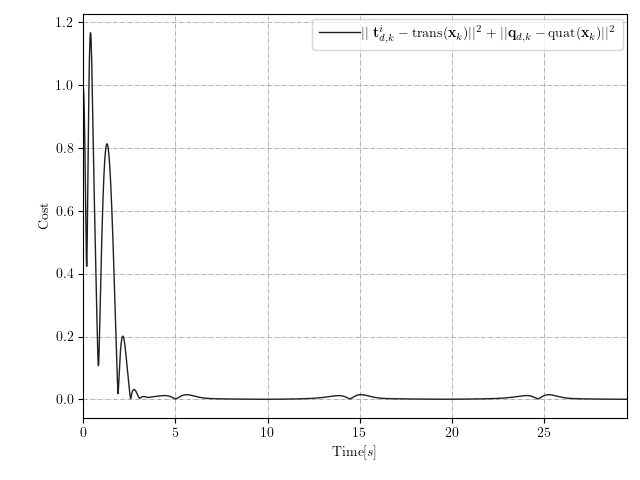 || t^i_{d,k} − trans(x_k)||² + ||q_{d,k} − quat(x_k)||²
1.2
1.0
0.8
0.6
0.4
0.2
0.0
Cost
0 5 10 15 20 25
Time[s]